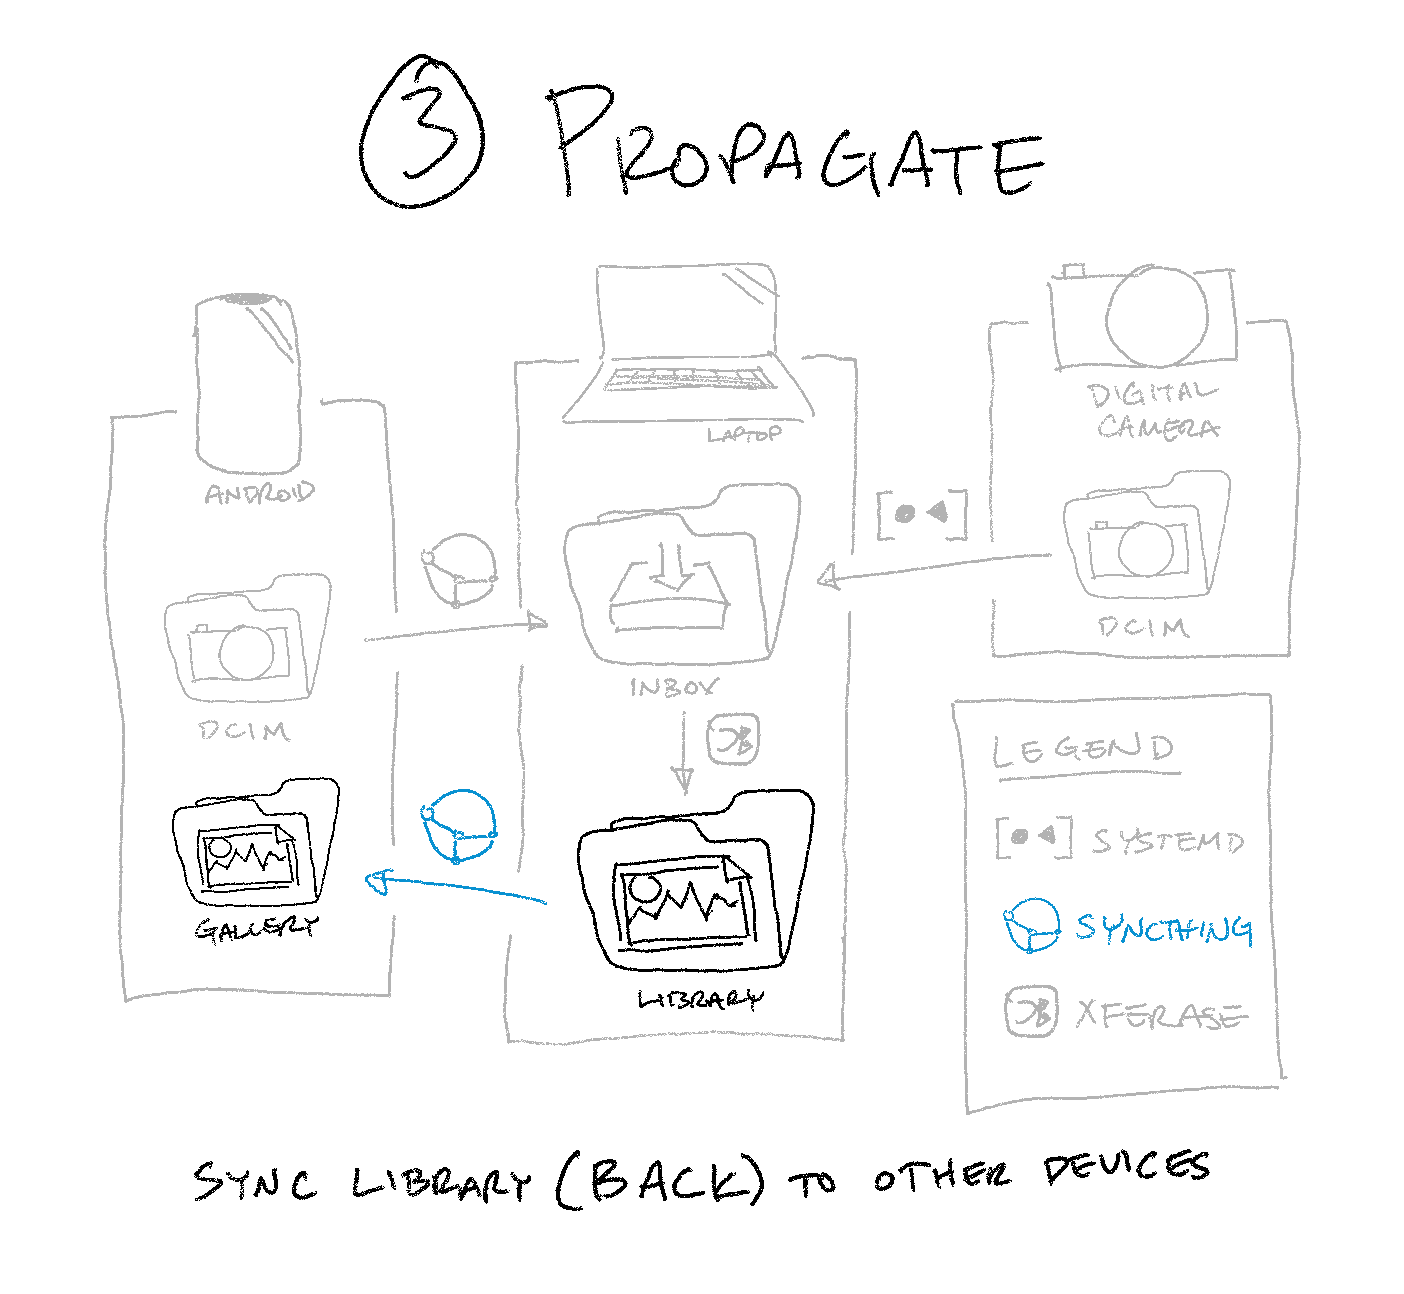 3 PROPAGATE
LAPTOP
DIGITAL
CAMERA
ANDROID
INBOX
DCIM
DCIM
GALLERY
LIBRARY
LEGEND
SYSTEMD
SYNCTHING
XFERASE
SYNC LIBRARY (BACK) TO OTHER DEVICES